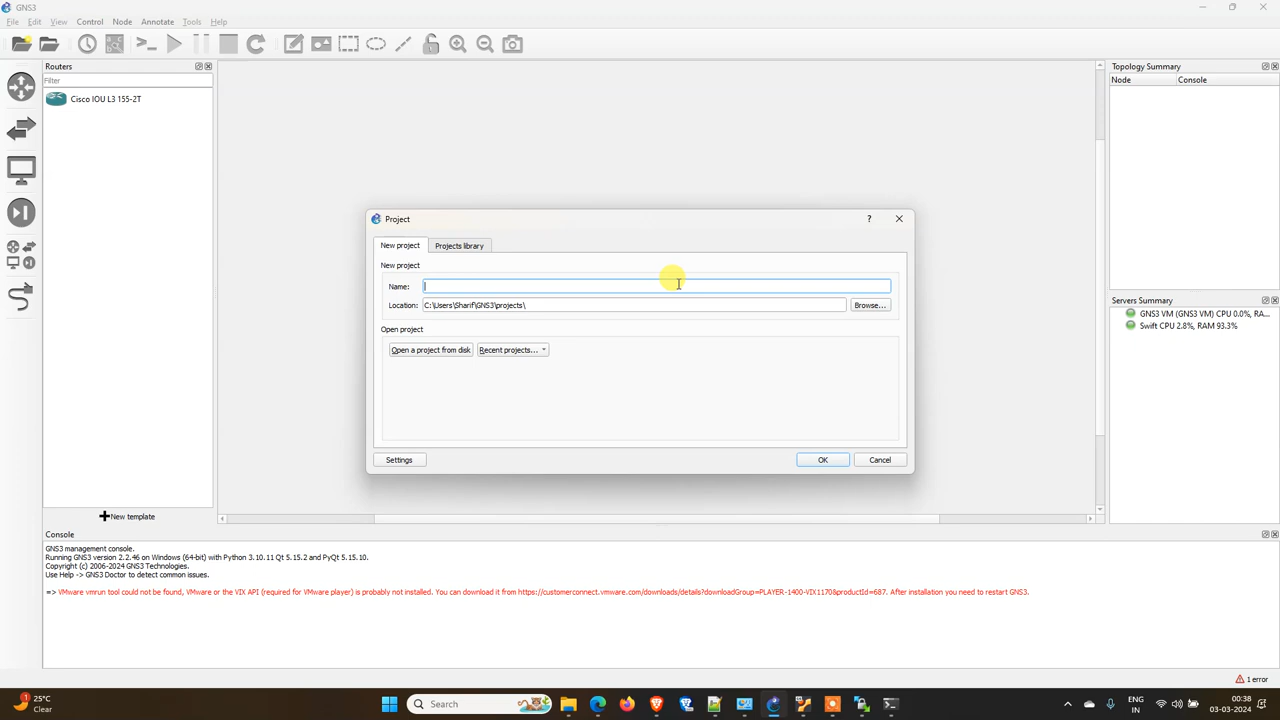 GNS3
File Edit View Control Node Annotate Tools Help
Routers
Filter
Cisco IOU L3 155-2T
New template
Project
New project Projects library
New project
Name:
Location: C:\Users\Sharif\GNS3\projects\ Browse...
Open project
Open a project from disk Recent projects...
Settings OK Cancel
Topology Summary
Node Console
Servers Summary
GNS3 VM (GNS3 VM) CPU 0.0%, RA...
Swift CPU 2.8%, RAM 93.3%
Console
GNS3 management console.
Running GNS3 version 2.2.46 on Windows (64-bit) with Python 3.10.11 Qt 5.15.2 and PyQt 5.15.10.
Copyright (c) 2006-2024 GNS3 Technologies.
Use Help -> GNS3 Doctor to detect common issues.
=> VMware vmrun tool could not be found, VMware or the VIX API (required for VMware player) is probably not installed. You can download it from https://customerconnect.vmware.com/downloads/details?downloadGroup=PLAYER-1400-VIX1170&productId=687. After installation you need to restart GNS3.
1 error
1
25°C
Clear
Search
ENG
IN
00:38
03-03-2024